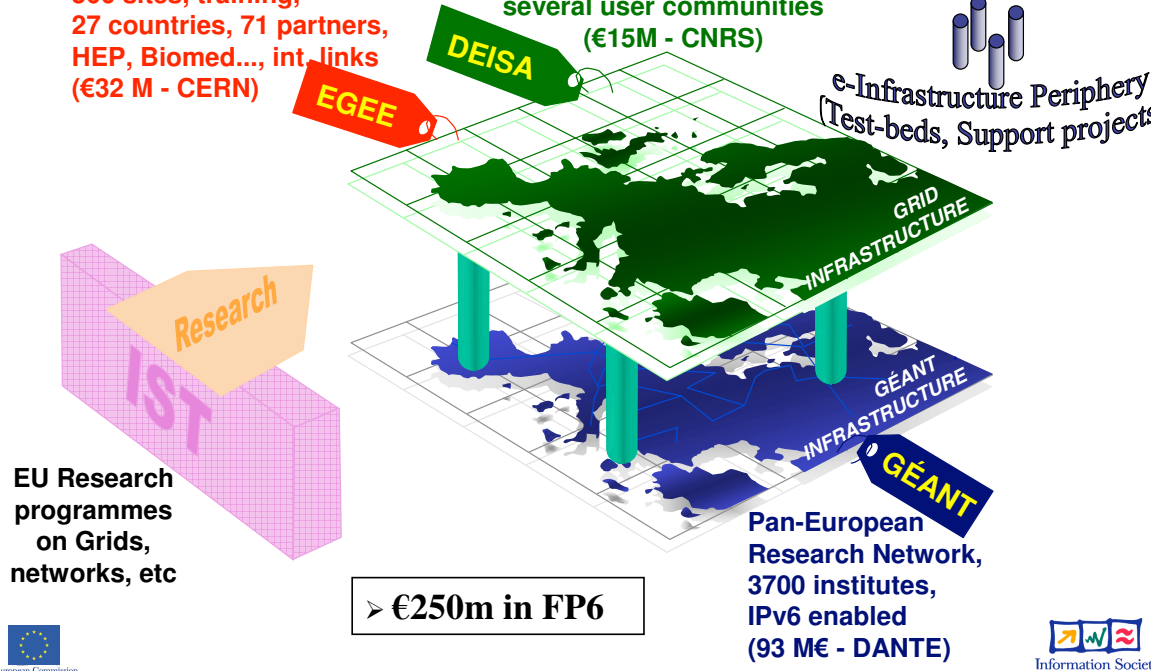 27 countries, 71 partners,
HEP, Biomed..., int. links
(€32 M - CERN)
several user communities
(€15M - CNRS)
DEISA
EGEE
e-Infrastructure Periphery
(Test-beds, Support projects
GRID
INFRASTRUCTURE
Research
IST
GÉANT
INFRASTRUCTURE
GÉANT
EU Research
programmes
on Grids,
networks, etc
➢ €250m in FP6
Pan-European
Research Network,
3700 institutes,
IPv6 enabled
(93 M€ - DANTE)
Information Societ